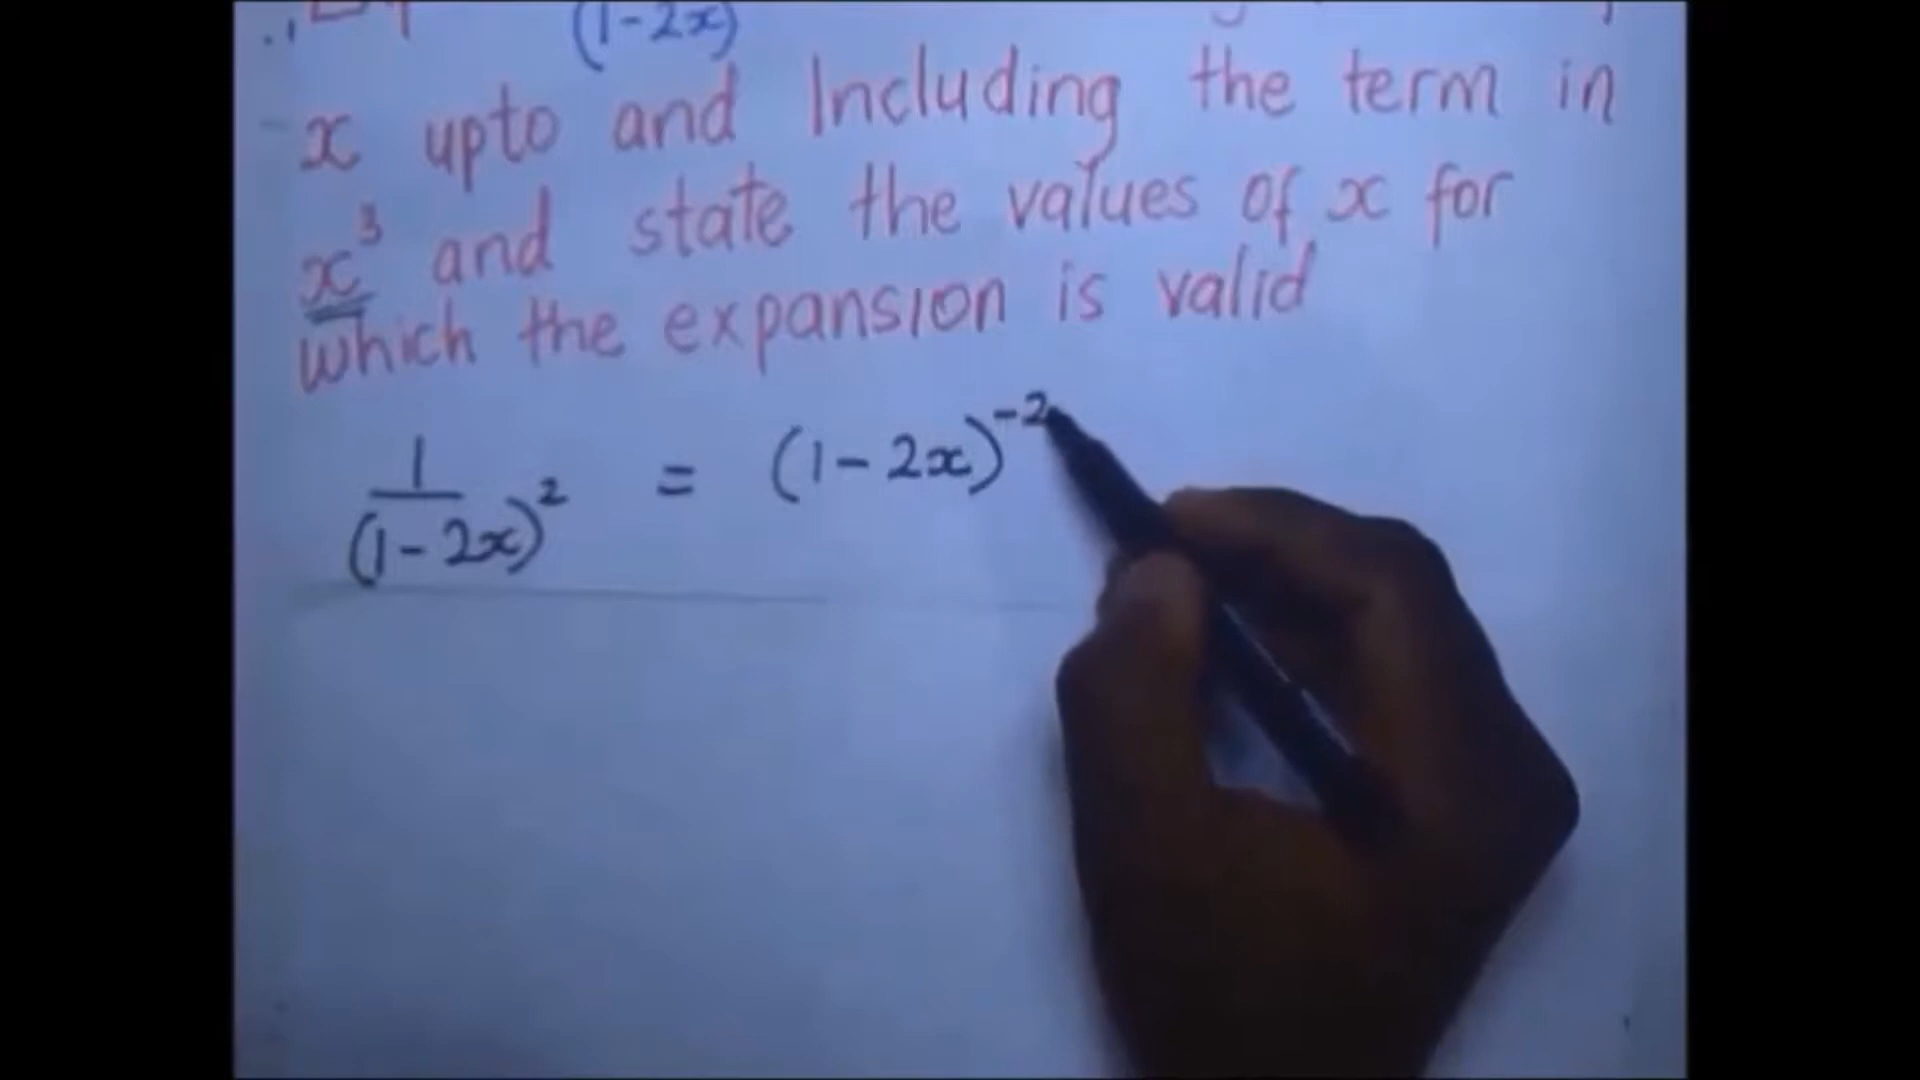 (1-2x)
x upto and Including the term in
x³ and state the values of x for
which the expansion is valid
1/(1-2x)² = (1-2x)⁻²